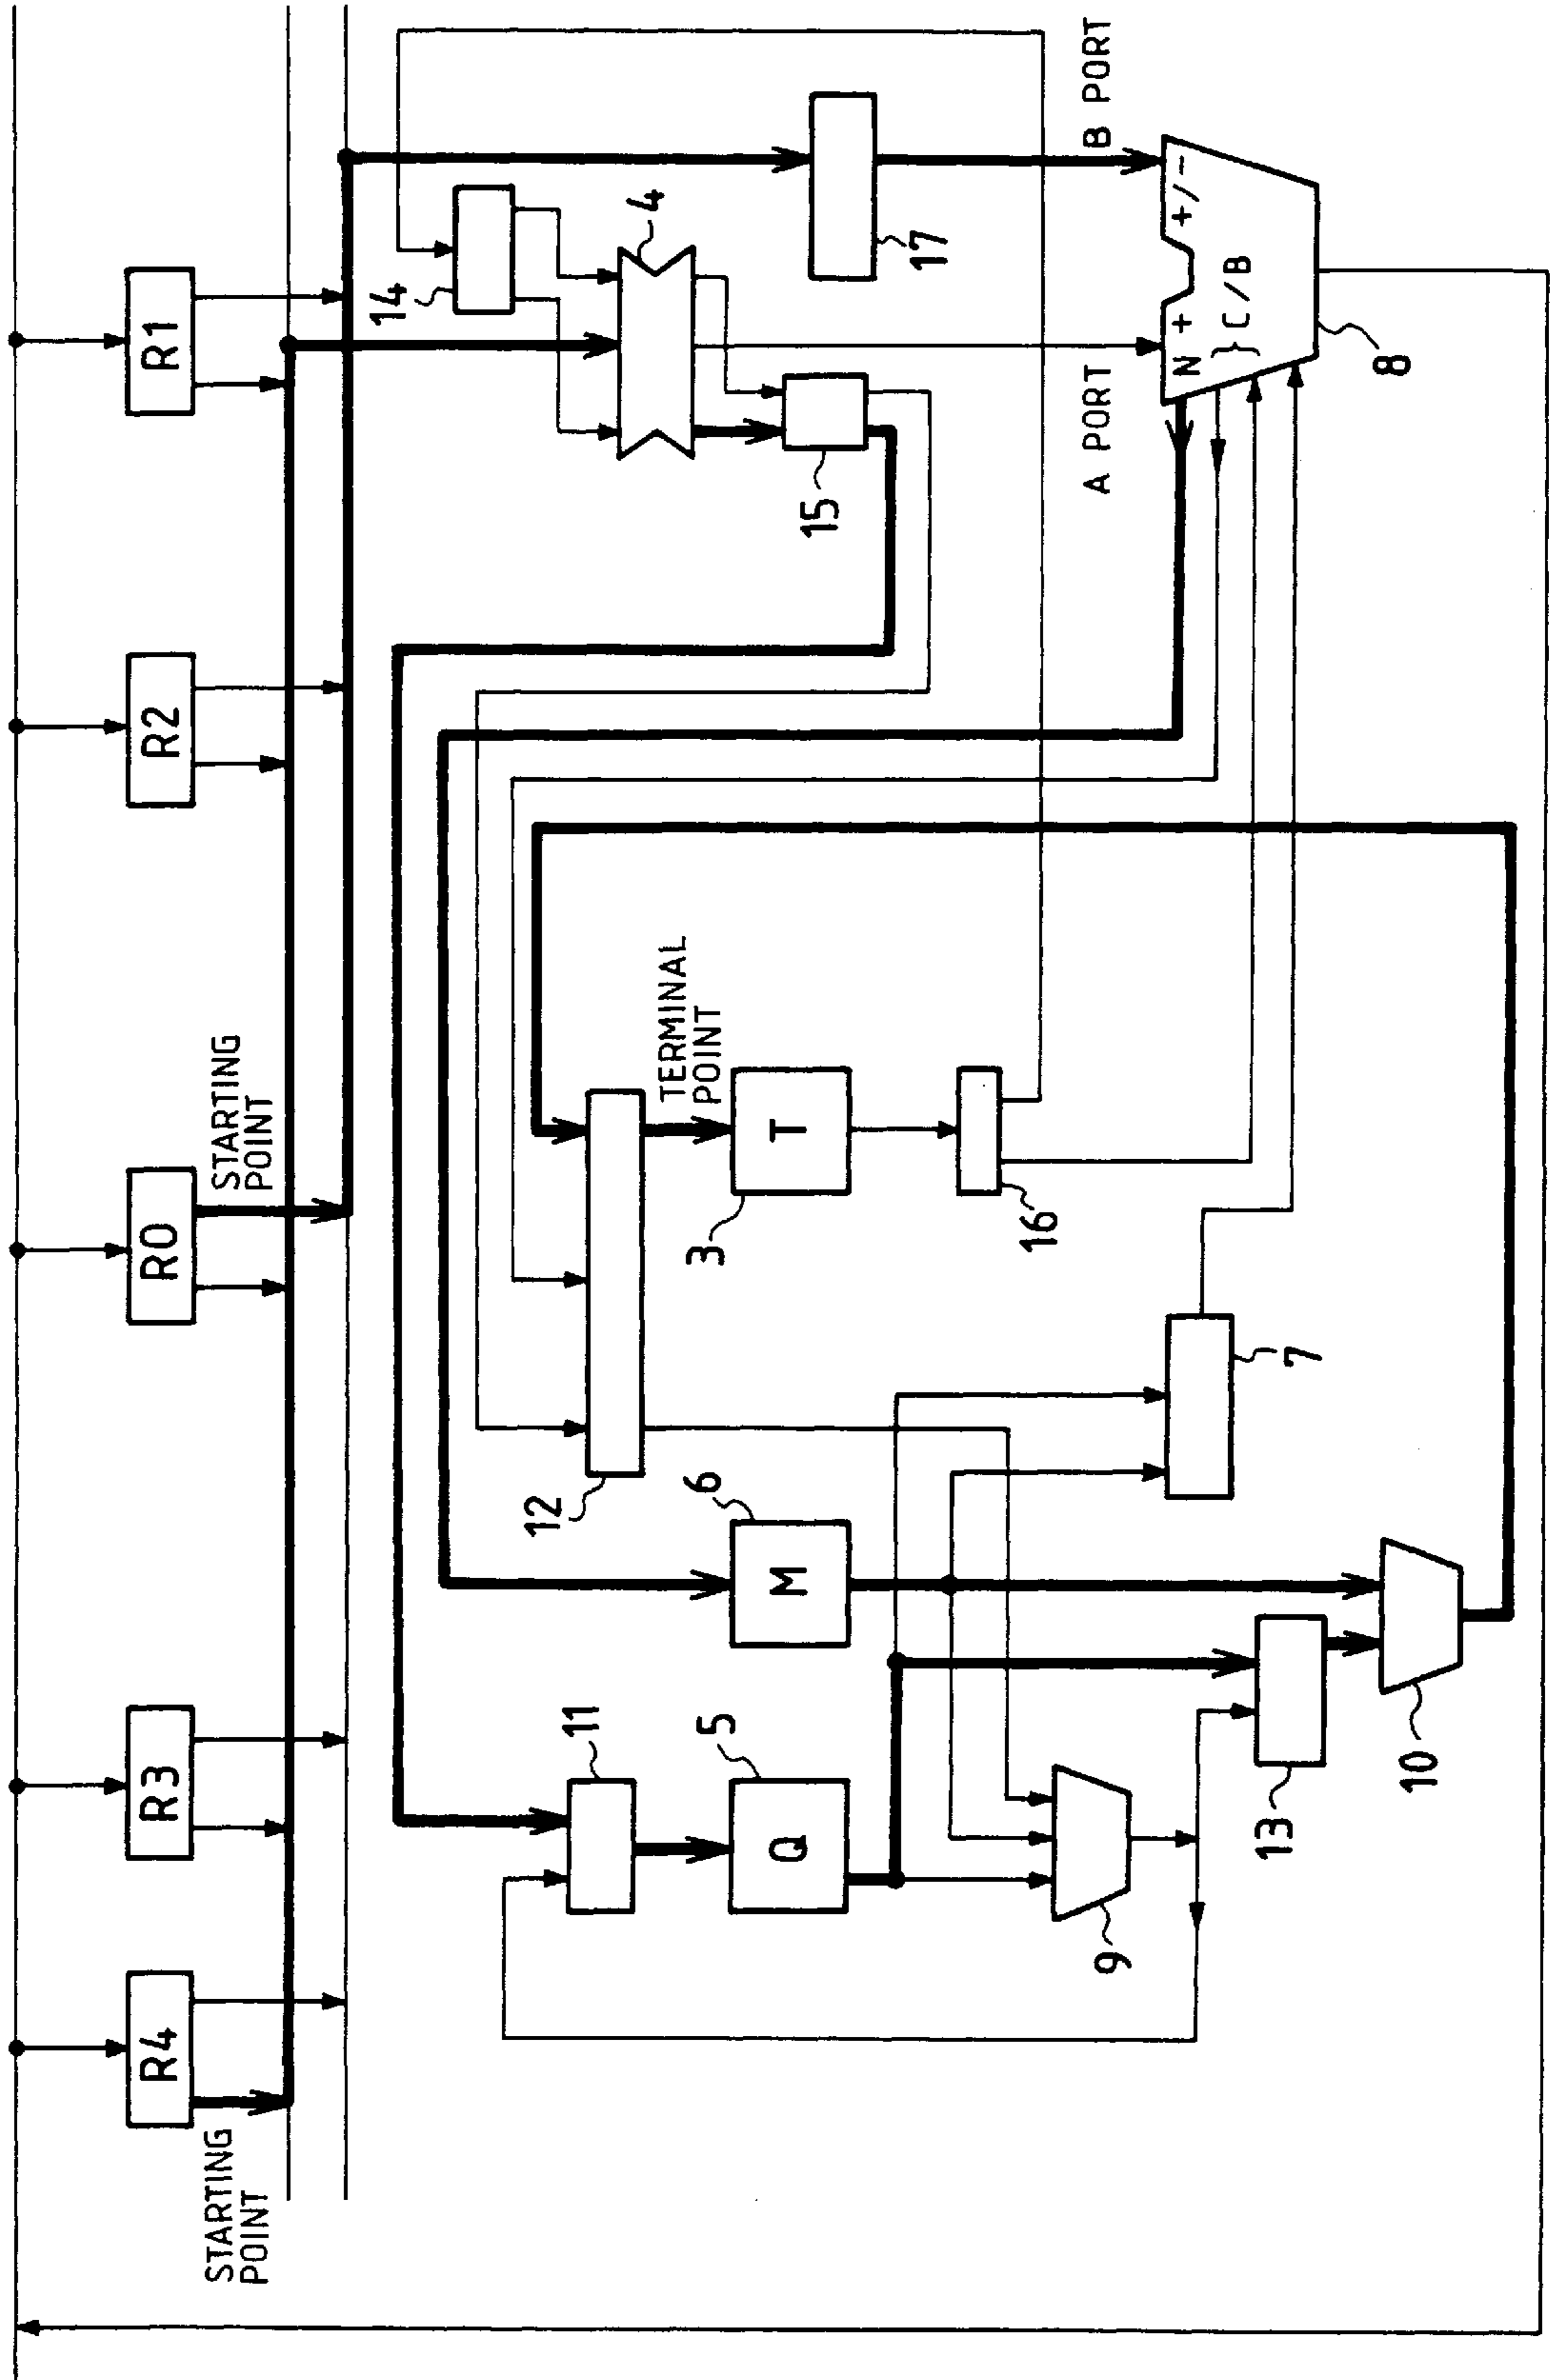 R4
R3
R0
R2
R1
STARTING
POINT
STARTING
POINT
14
4
11
12
TERMINAL
POINT
15
17
5
Q
6
M
3
T
16
A PORT
B PORT
9
13
7
N + +/-
} C/B
10
8